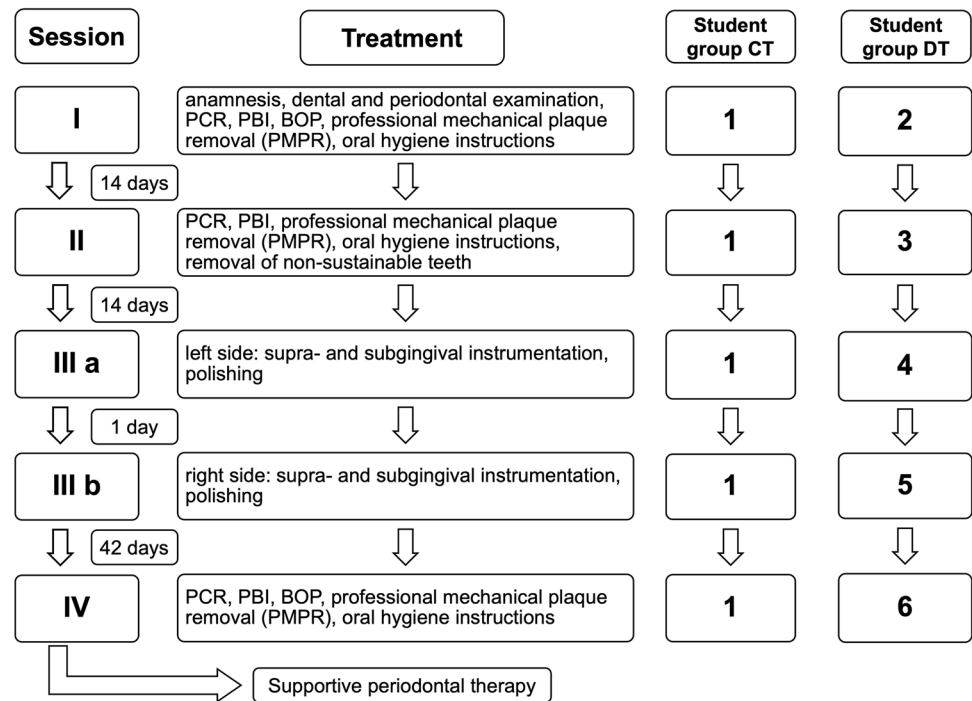 Session
Treatment
Student
group CT
Student
group DT
I
anamnesis, dental and periodontal examination,
PCR, PBI, BOP, professional mechanical plaque
removal (PMPR), oral hygiene instructions
1
2
14 days
II
PCR, PBI, professional mechanical plaque
removal (PMPR), oral hygiene instructions,
removal of non-sustainable teeth
1
3
14 days
III a
left side: supra- and subgingival instrumentation,
polishing
1
4
1 day
III b
right side: supra- and subgingival instrumentation,
polishing
1
5
42 days
IV
PCR, PBI, BOP, professional mechanical plaque
removal (PMPR), oral hygiene instructions
1
6
Supportive periodontal therapy